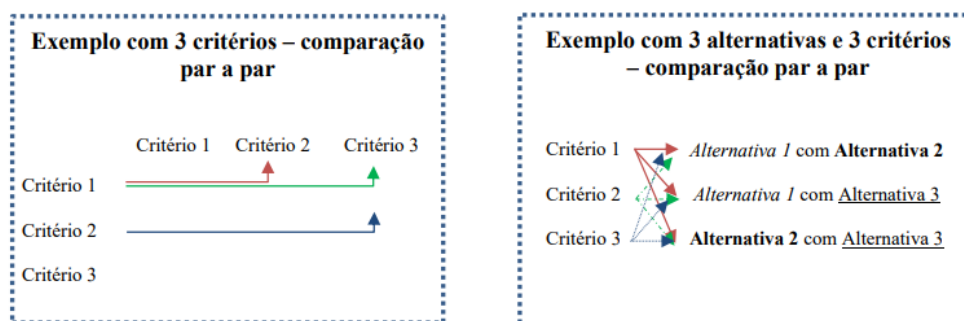 Exemplo com 3 critérios – comparação
par a par
Critério 1 Critério 2 Critério 3
Critério 1
Critério 2
Critério 3
Exemplo com 3 alternativas e 3 critérios
– comparação par a par
Critério 1 Alternativa 1 com Alternativa 2
Critério 2 Alternativa 1 com Alternativa 3
Critério 3 Alternativa 2 com Alternativa 3